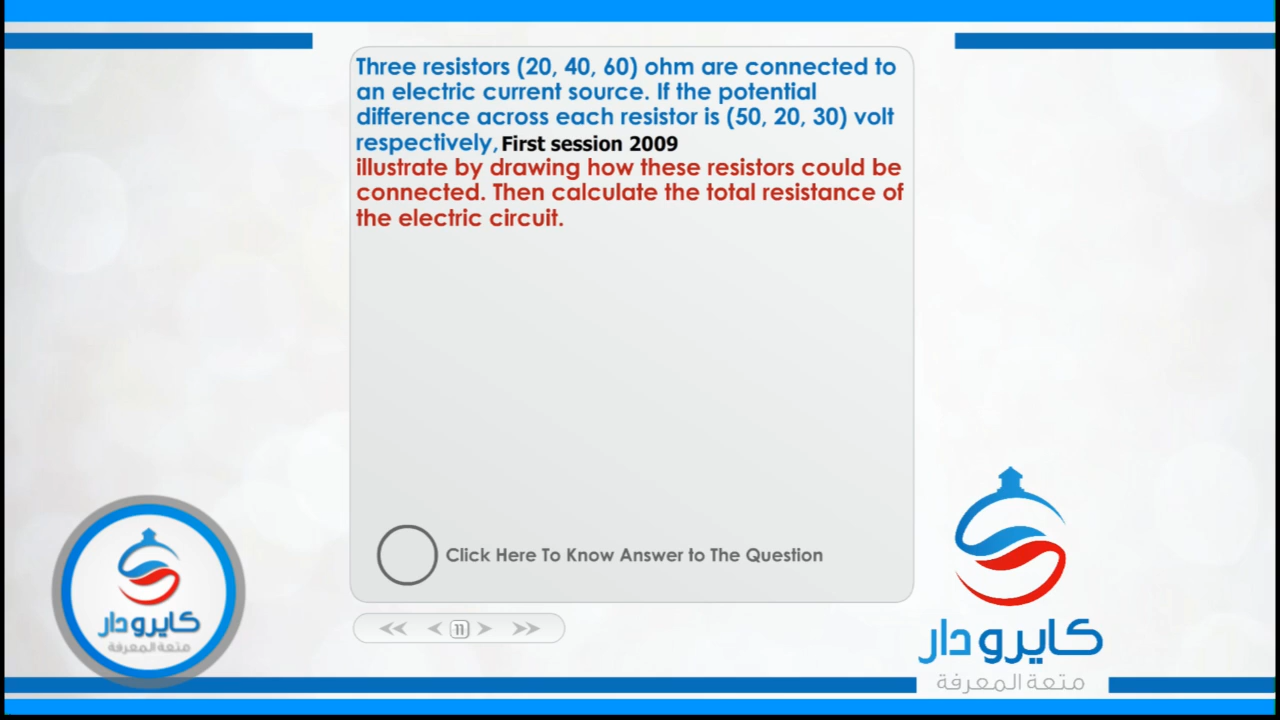 Three resistors (20, 40, 60) ohm are connected to
an electric current source. If the potential
difference across each resistor is (50, 20, 30) volt
respectively, First session 2009
illustrate by drawing how these resistors could be
connected. Then calculate the total resistance of
the electric circuit.
Click Here To Know Answer to The Question
11
كايرو دار
متعة المعرفة
كايرو دار
متعة المعرفة